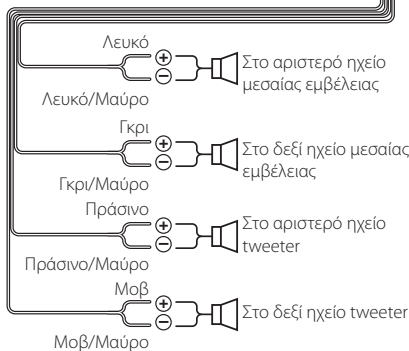 Λευκό
⊕
⊖
Στο αριστερό ηχείο
μεσαίας εμβέλειας
Λευκό/Μαύρο
Γκρι
⊕
⊖
Στο δεξί ηχείο μεσαίας
εμβέλειας
Γκρι/Μαύρο
Πράσινο
⊕
⊖
Στο αριστερό ηχείο
tweeter
Πράσινο/Μαύρο
Μοβ
⊕
⊖
Στο δεξί ηχείο tweeter
Μοβ/Μαύρο